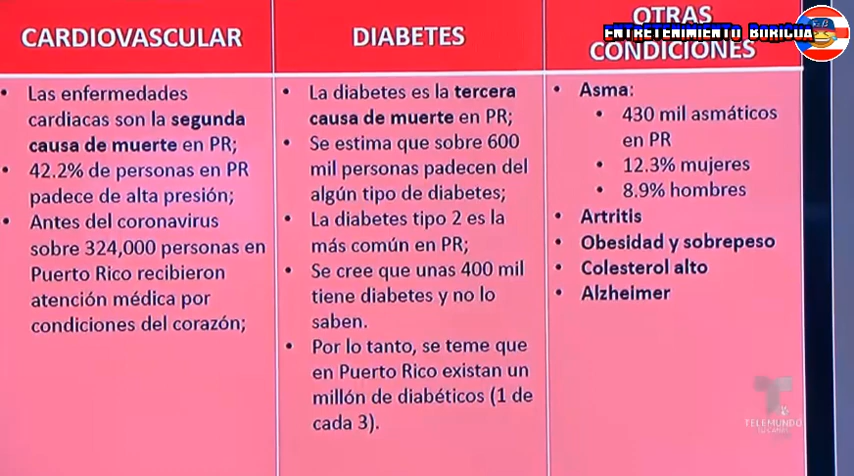 CARDIOVASCULAR
• Las enfermedades
cardiacas son la segunda
causa de muerte en PR;
• 42.2% de personas en PR
padece de alta presión;
• Antes del coronavirus
sobre 324,000 personas en
Puerto Rico recibieron
atención médica por
condiciones del corazón;
DIABETES
• La diabetes es la tercera
causa de muerte en PR;
• Se estima que sobre 600
mil personas padecen del
algún tipo de diabetes;
• La diabetes tipo 2 es la
más común en PR;
• Se cree que unas 400 mil
tiene diabetes y no lo
saben.
• Por lo tanto, se teme que
en Puerto Rico existan un
millón de diabéticos (1 de
cada 3).
OTRAS
CONDICIONES
• Asma:
• 430 mil asmáticos
en PR
• 12.3% mujeres
• 8.9% hombres
• Artritis
• Obesidad y sobrepeso
• Colesterol alto
• Alzheimer
ENTRETENIMIENTO BORICUA
TELEMUNDO